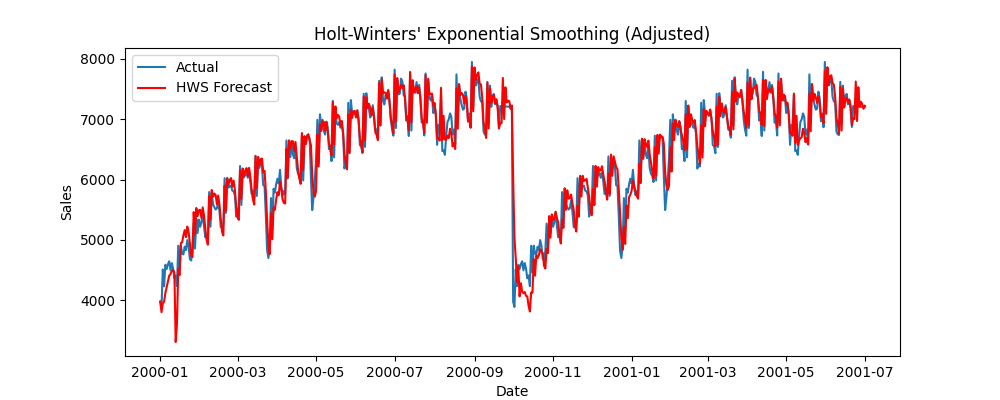 Holt-Winters' Exponential Smoothing (Adjusted)
Actual
HWS Forecast
8000
7000
6000
5000
4000
Sales
2000-01 2000-03 2000-05 2000-07 2000-09 2000-11 2001-01 2001-03 2001-05 2001-07
Date